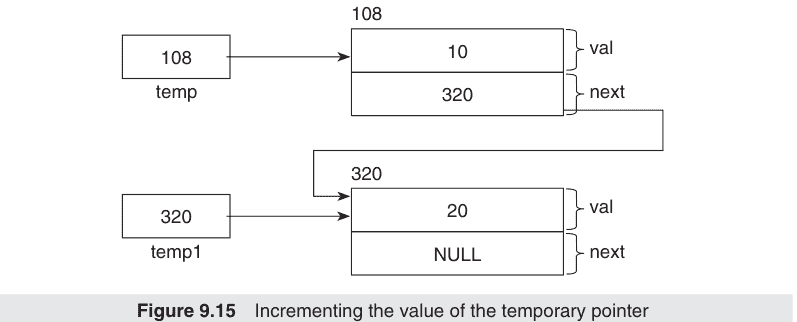 108
108
temp
10
val
320
next
320
320
temp1
20
val
NULL
next
Figure 9.15 Incrementing the value of the temporary pointer